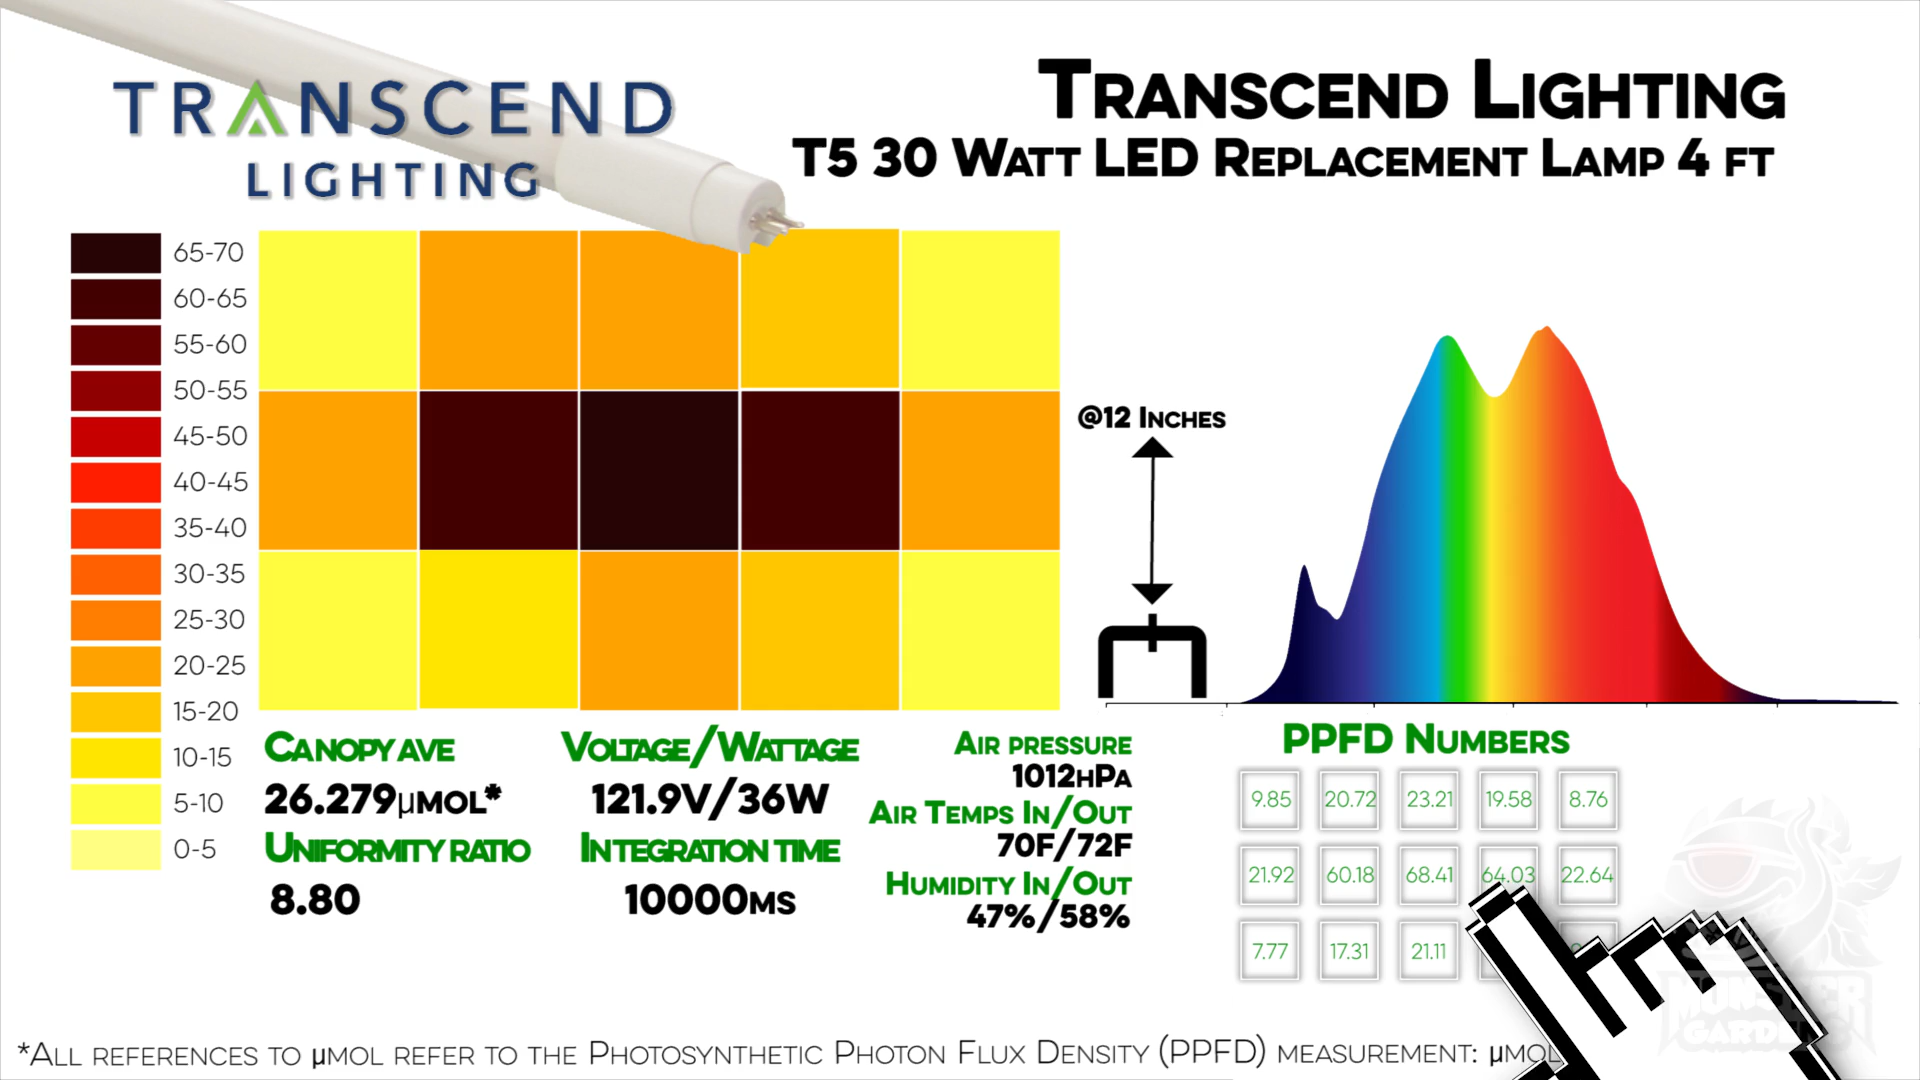 TRANSCEND
LIGHTING
TRANSCEND LIGHTING
T5 30 WATT LED REPLACEMENT LAMP 4 FT
65-70
60-65
55-60
50-55
45-50
40-45
35-40
30-35
25-30
20-25
15-20
10-15
5-10
0-5
@12 INCHES
CANOPY AVE
26.279µMOL*
UNIFORMITY RATIO
8.80
VOLTAGE/WATTAGE
121.9V/36W
INTEGRATION TIME
10000MS
AIR PRESSURE
1012HPA
AIR TEMPS IN/OUT
70F/72F
HUMIDITY IN/OUT
47%/58%
PPFD NUMBERS
9.85 20.72 23.21 19.58 8.76
21.92 60.18 68.41 64.03 22.64
7.77 17.31 21.11
MONSTER
GARDENS
*ALL REFERENCES TO µMOL REFER TO THE PHOTOSYNTHETIC PHOTON FLUX DENSITY (PPFD) MEASUREMENT: µMOL